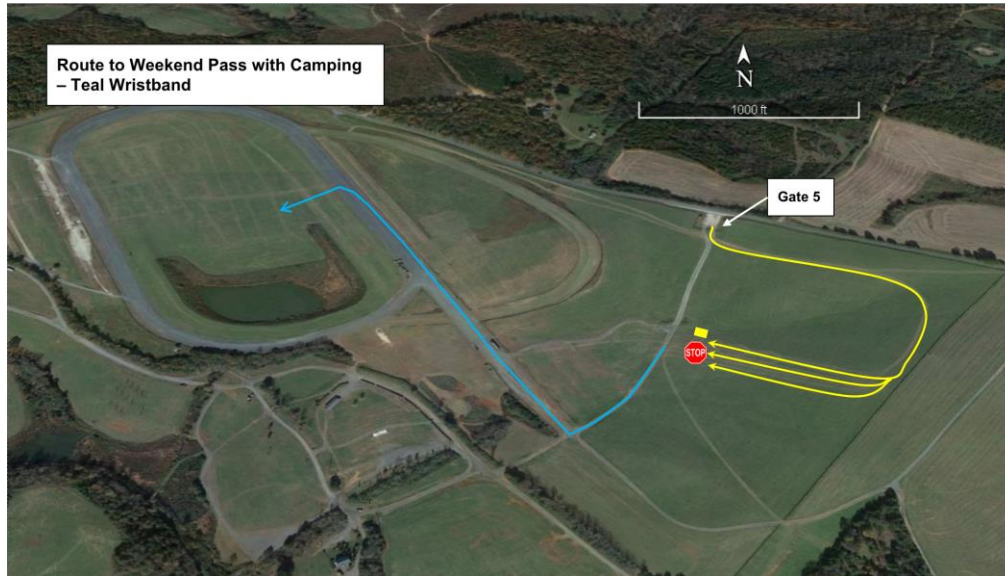 Route to Weekend Pass with Camping
– Teal Wristband
N
1000 ft
Gate 5
STOP